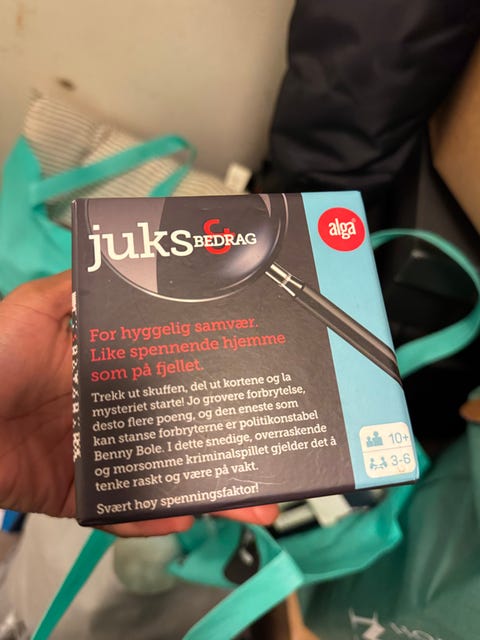 juks & BEDRAG
alga
For hyggelig samvær.
Like spennende hjemme
som på fjellet.
Trekk ut skuffen, del ut kortene og la
mysteriet starte! Jo grovere forbrytelse,
desto flere poeng, og den eneste som
kan stanse forbryterne er politikonstabel
Benny Bole. I dette snedige, overraskende
og morsomme kriminalspillet gjelder det å
tenke raskt og være på vakt.
Svært høy spenningsfaktor!
10+
3-6